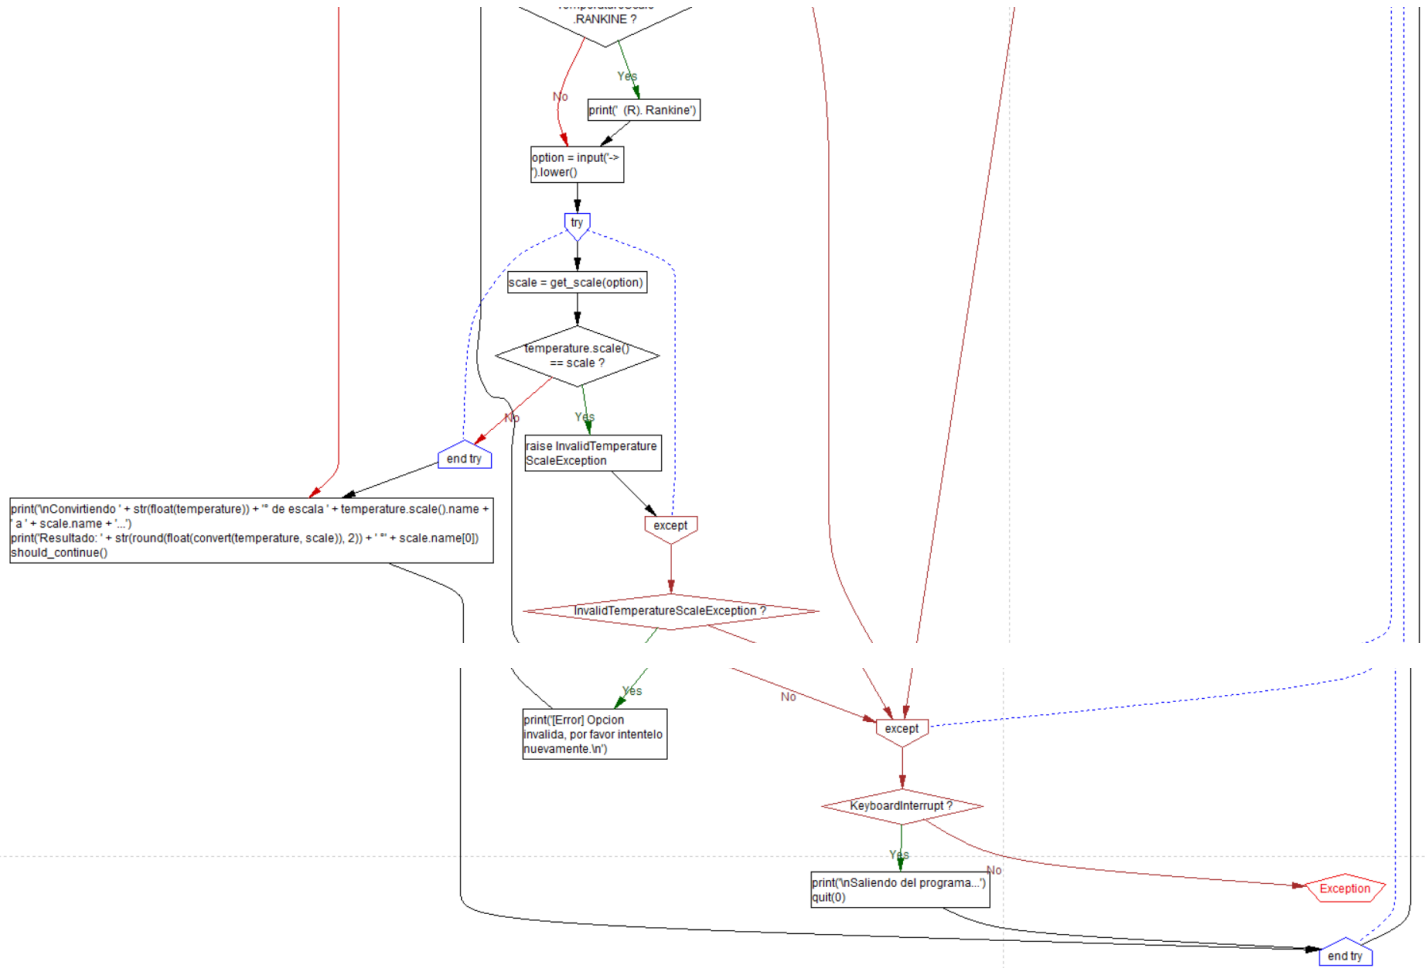 TemperatureScale
.RANKINE ?
Yes
No
print('  (R). Rankine')
option = input('->
').lower()
try
scale = get_scale(option)
temperature.scale()
== scale ?
No
Yes
raise InvalidTemperature
ScaleException
end try
print('\nConvirtiendo ' + str(float(temperature)) + '° de escala ' + temperature.scale().name +
' a ' + scale.name + '...')
print('Resultado: ' + str(round(float(convert(temperature, scale)), 2)) + ' °' + scale.name[0])
should_continue()
except
InvalidTemperatureScaleException ?
Yes
No
print('[Error] Opcion
invalida, por favor intentelo
nuevamente.\n')
except
KeyboardInterrupt ?
Yes
No
print('\nSaliendo del programa...')
quit(0)
Exception
end try